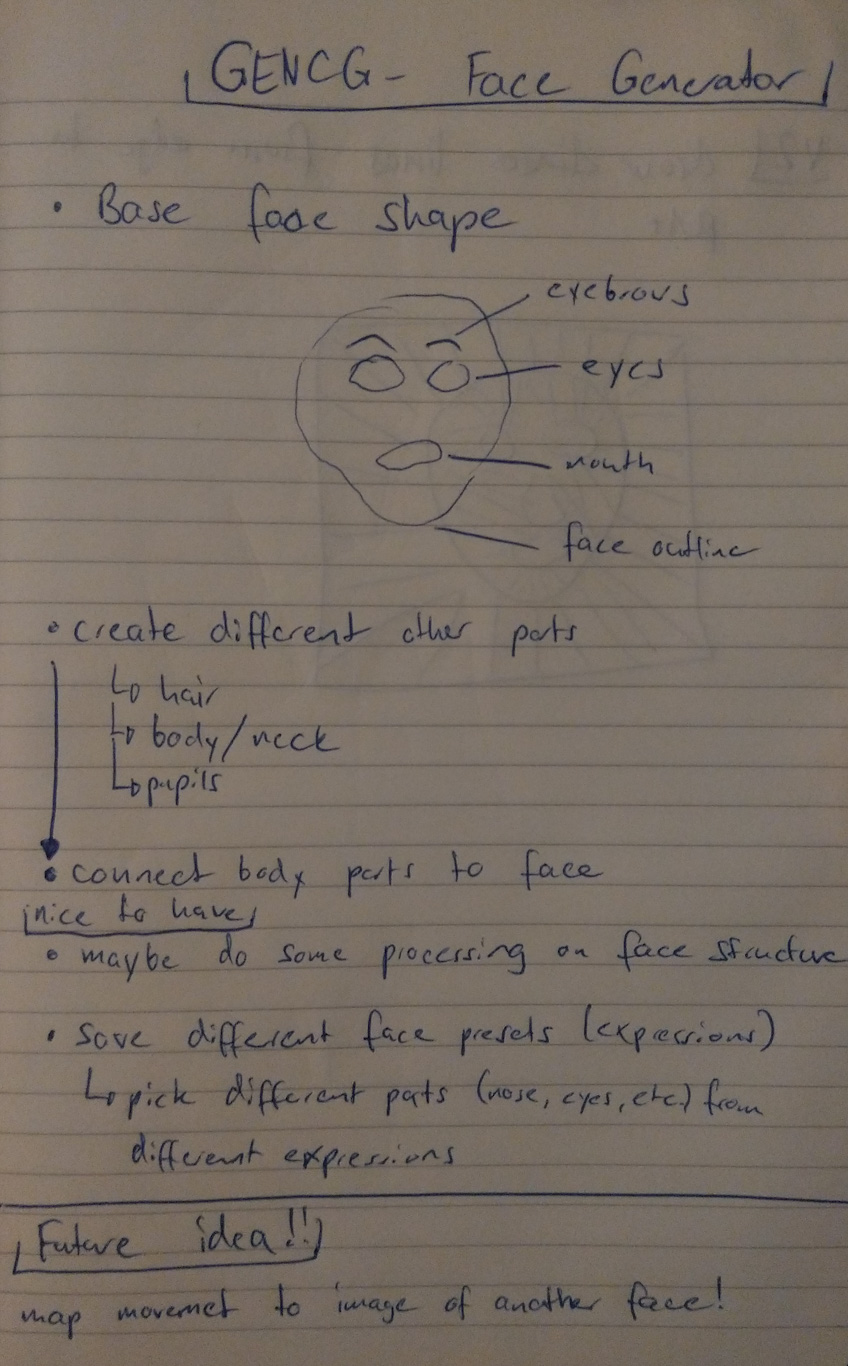 GENCG - Face Generator
• Base face shape
eyebrows
eyes
mouth
face outline
• create different other parts
↳ hair
↳ body/neck
↳ pupils
• connect body parts to face
nice to have
• maybe do some processing on face structure
• save different face presets (expressions)
↳ pick different parts (nose, eyes, etc.) from
different expressions
Future idea!!
map movemet to image of another face!